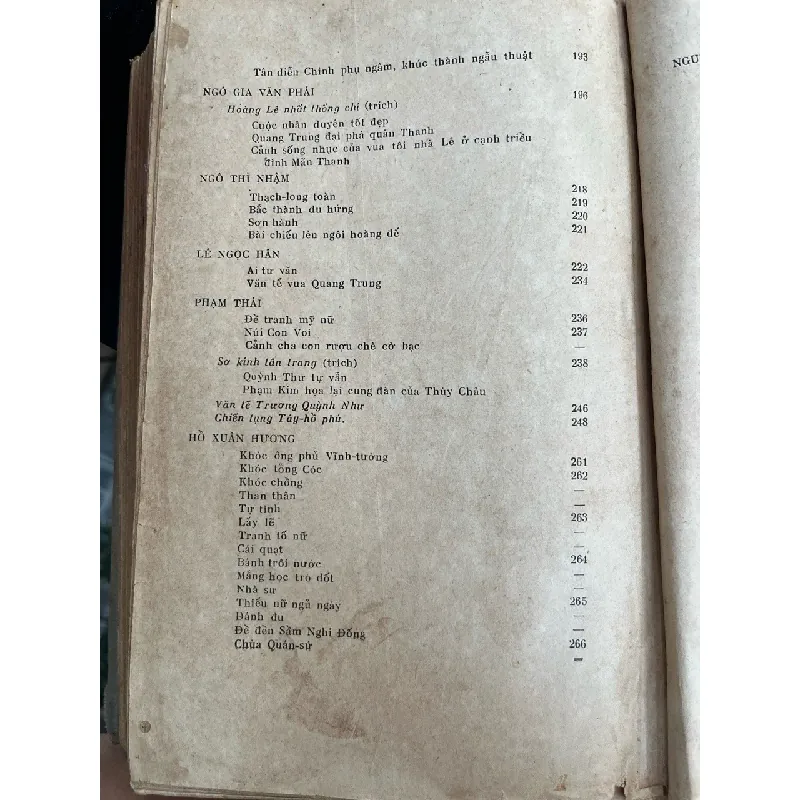 Tân diễn Chinh phụ ngâm, khúc thành ngẫu thuật 193
NGÔ GIA VĂN PHÁI 196
Hoàng Lê nhất thống chí (trích)
Cuộc nhân duyên tốt đẹp
Quang Trung đại phá quân Thanh
Cảnh sống nhục của vua tôi nhà Lê ở cạnh triều
đình Mãn Thanh
NGÔ THÌ NHẬM
Thạch-long toàn 218
Bắc thành du hứng 219
Sơn hành 220
Bài chiếu lên ngôi hoàng đế 221
LÊ NGỌC HÂN
Ai tư vãn 222
Văn tế vua Quang Trung 234
PHẠM THÁI
Đề tranh mỹ nữ 236
Núi Con Voi 237
Cảnh cha con rượu chè cờ bạc —
Sơ kính tân trang (trích) 238
Quỳnh Thư tự vẫn
Phạm Kim họa lại cung đàn của Thúy Châu
Văn tế Trương Quỳnh Như 246
Chiến tụng Tây-hồ phú. 248
HỒ XUÂN HƯƠNG
Khóc ông phủ Vĩnh-tường 261
Khóc tổng Cóc 262
Khóc chồng —
Than thân —
Tự tình 263
Lấy lẽ —
Tranh tố nữ —
Cái quạt 264
Bánh trôi nước —
Mắng học trò dốt —
Nhà sư 265
Thiếu nữ ngủ ngày —
Đánh đu —
Đề đền Sầm Nghi Đống 266
Chùa Quán-sứ —
NGU